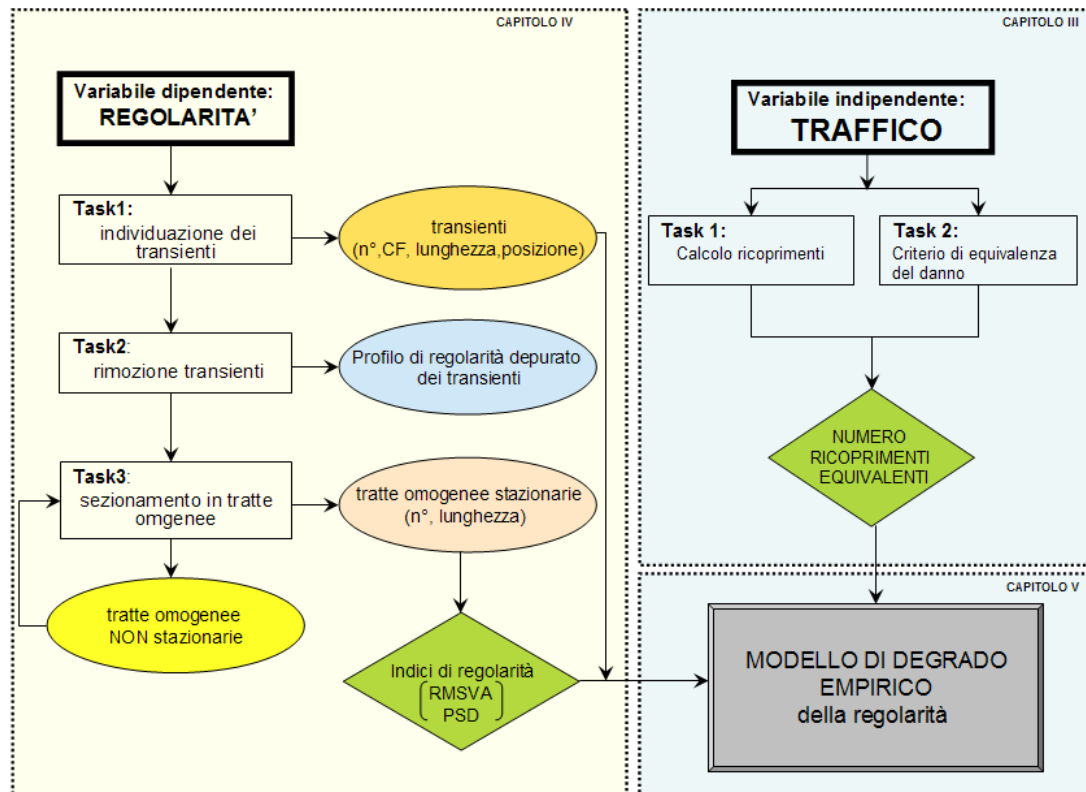 CAPITOLO IV
Variabile dipendente:
REGOLARITA’
Task1:
individuazione dei
transienti
transienti
(n°,CF, lunghezza,posizione)
Task2:
rimozione transienti
Profilo di regolarità depurato
dei transienti
Task3:
sezionamento in tratte
omgenee
tratte omogenee stazionarie
(n°, lunghezza)
tratte omogenee
NON stazionarie
Indici di regolarità
RMSVA
PSD
CAPITOLO III
Variabile indipendente:
TRAFFICO
Task 1:
Calcolo ricoprimenti
Task 2:
Criterio di equivalenza
del danno
NUMERO
RICOPRIMENTI
EQUIVALENTI
CAPITOLO V
MODELLO DI DEGRADO
EMPIRICO
della regolarità